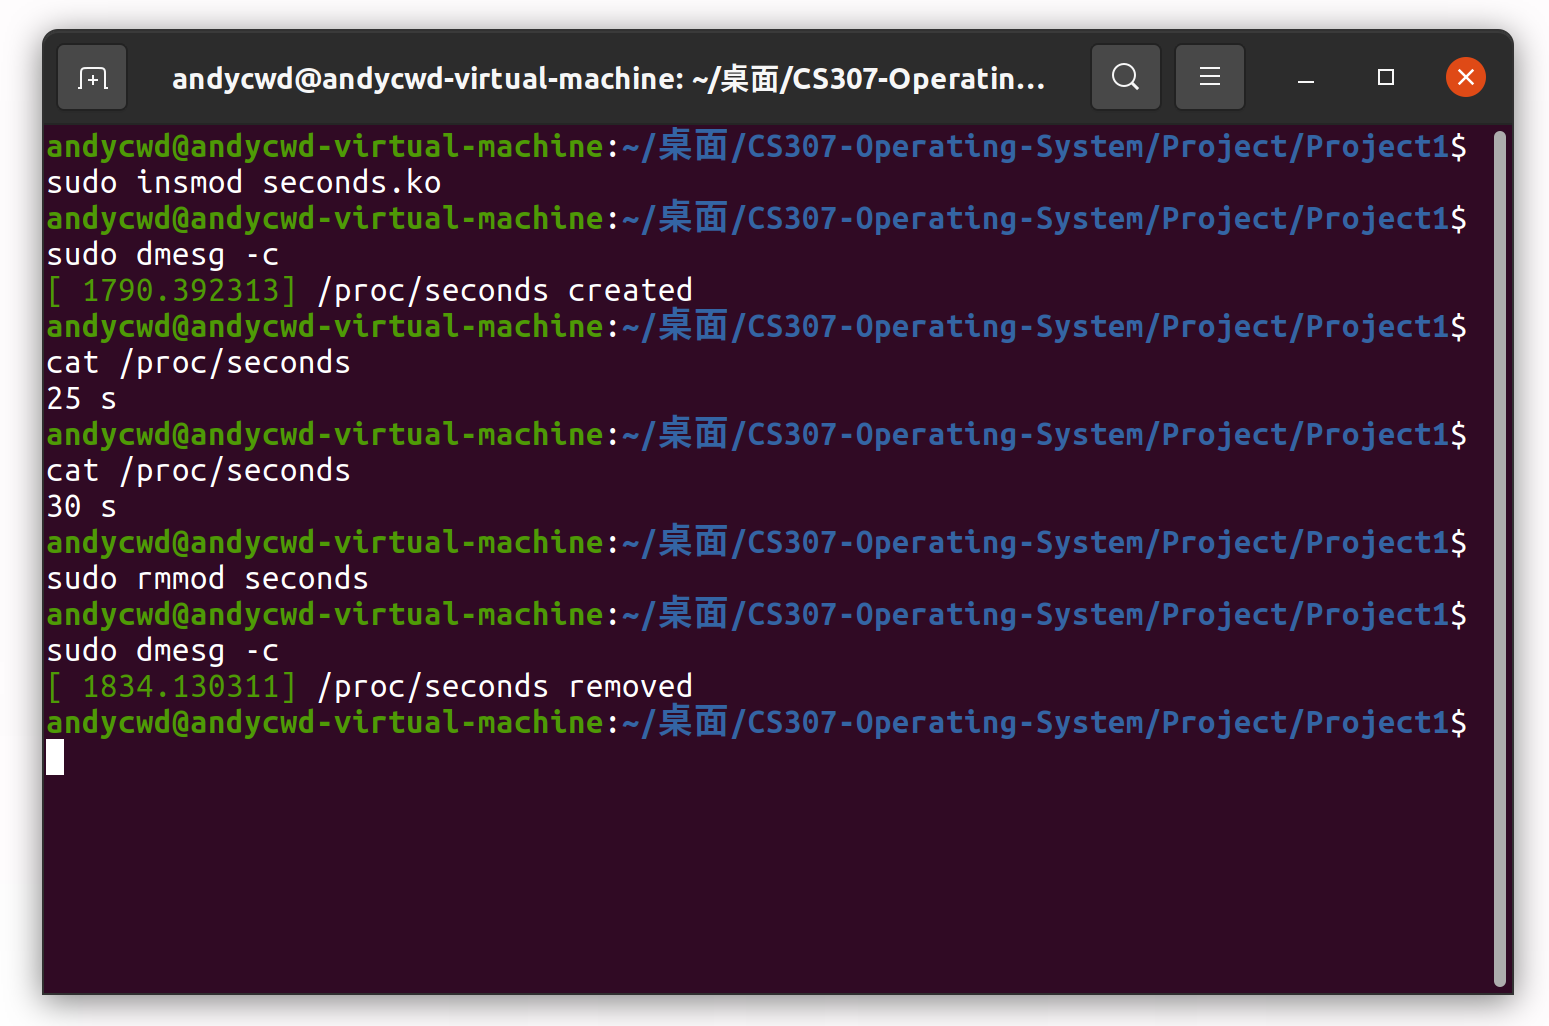 andycwd@andycwd-virtual-machine: ~/桌面/CS307-Operatin...
andycwd@andycwd-virtual-machine:~/桌面/CS307-Operating-System/Project/Project1$
sudo insmod seconds.ko
andycwd@andycwd-virtual-machine:~/桌面/CS307-Operating-System/Project/Project1$
sudo dmesg -c
[ 1790.392313] /proc/seconds created
andycwd@andycwd-virtual-machine:~/桌面/CS307-Operating-System/Project/Project1$
cat /proc/seconds
25 s
andycwd@andycwd-virtual-machine:~/桌面/CS307-Operating-System/Project/Project1$
cat /proc/seconds
30 s
andycwd@andycwd-virtual-machine:~/桌面/CS307-Operating-System/Project/Project1$
sudo rmmod seconds
andycwd@andycwd-virtual-machine:~/桌面/CS307-Operating-System/Project/Project1$
sudo dmesg -c
[ 1834.130311] /proc/seconds removed
andycwd@andycwd-virtual-machine:~/桌面/CS307-Operating-System/Project/Project1$